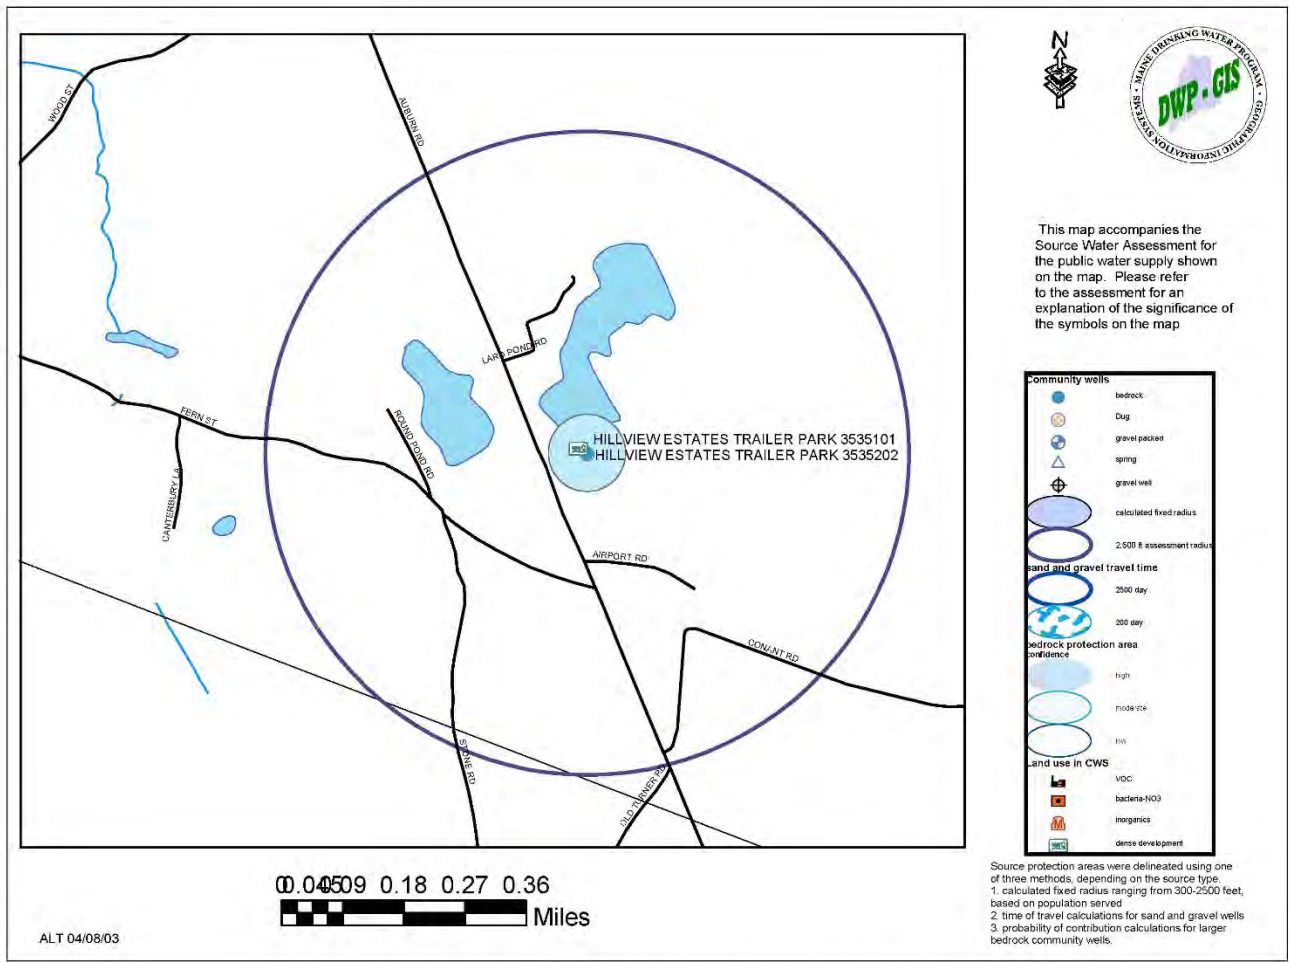 WOOD ST
AUBURN RD
LARD POND RD
ROUND POND RD
FERN ST
CANTERBURY LA
HILLVIEW ESTATES TRAILER PARK 3535101
HILLVIEW ESTATES TRAILER PARK 3535202
AIRPORT RD
CONANT RD
STONE RD
OLD TURNER RD
0 0.045 0.09 0.18 0.27 0.36
Miles
ALT 04/08/03
N
MAINE DRINKING WATER PROGRAM
GEOGRAPHIC INFORMATION SYSTEMS
DWP - GIS
This map accompanies the
Source Water Assessment for
the public water supply shown
on the map. Please refer
to the assessment for an
explanation of the significance of
the symbols on the map
Community wells
bedrock
Dug
gravel packed
spring
gravel well
calculated fixed radius
2,500 ft assessment radius
sand and gravel travel time
2500 day
200 day
bedrock protection area
confidence
high
moderate
low
Land use in CWS
VOC
bacteria-NO3
inorganics
dense development
Source protection areas were delineated using one
of three methods, depending on the source type.
1. calculated fixed radius ranging from 300-2500 feet,
based on population served
2. time of travel calculations for sand and gravel wells
3. probability of contribution calculations for larger
bedrock community wells.